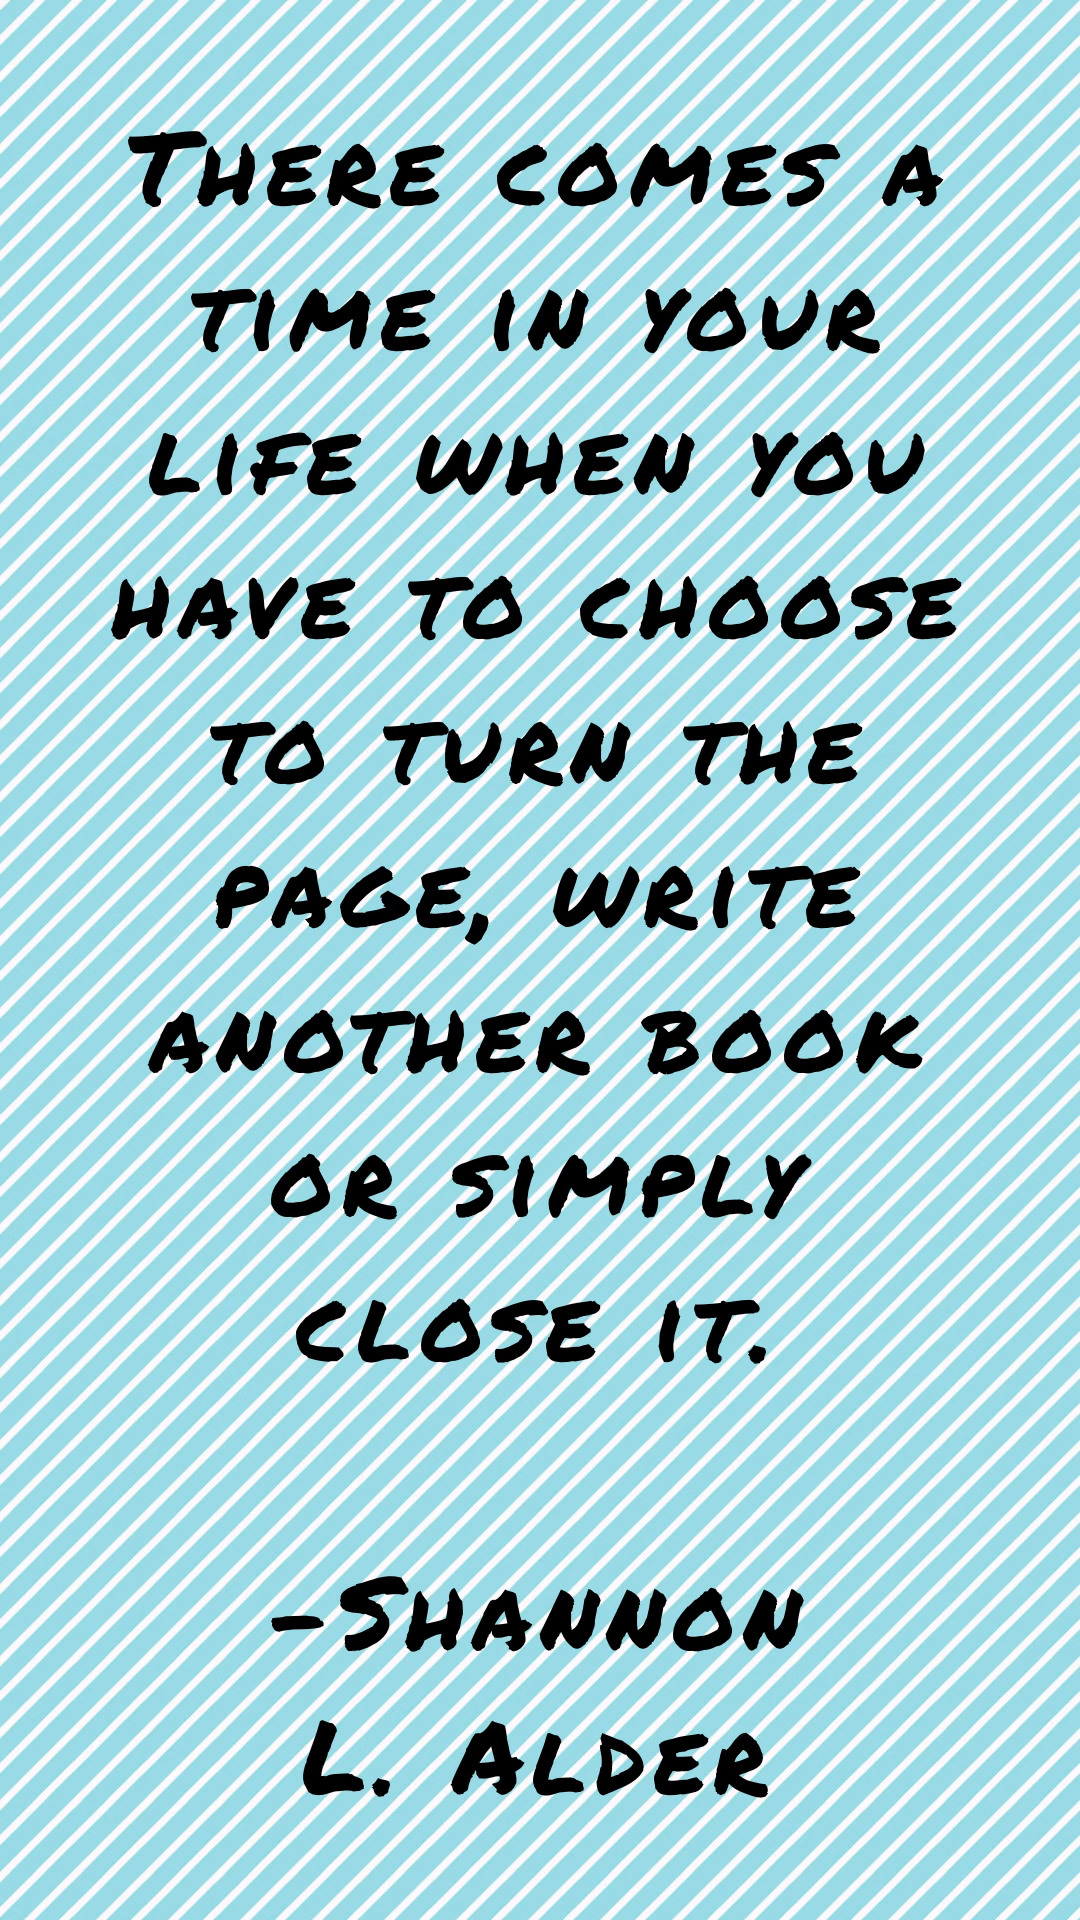 There comes a
time in your
life when you
have to choose
to turn the
page, write
another book
or simply
close it.
-Shannon
L. Alder